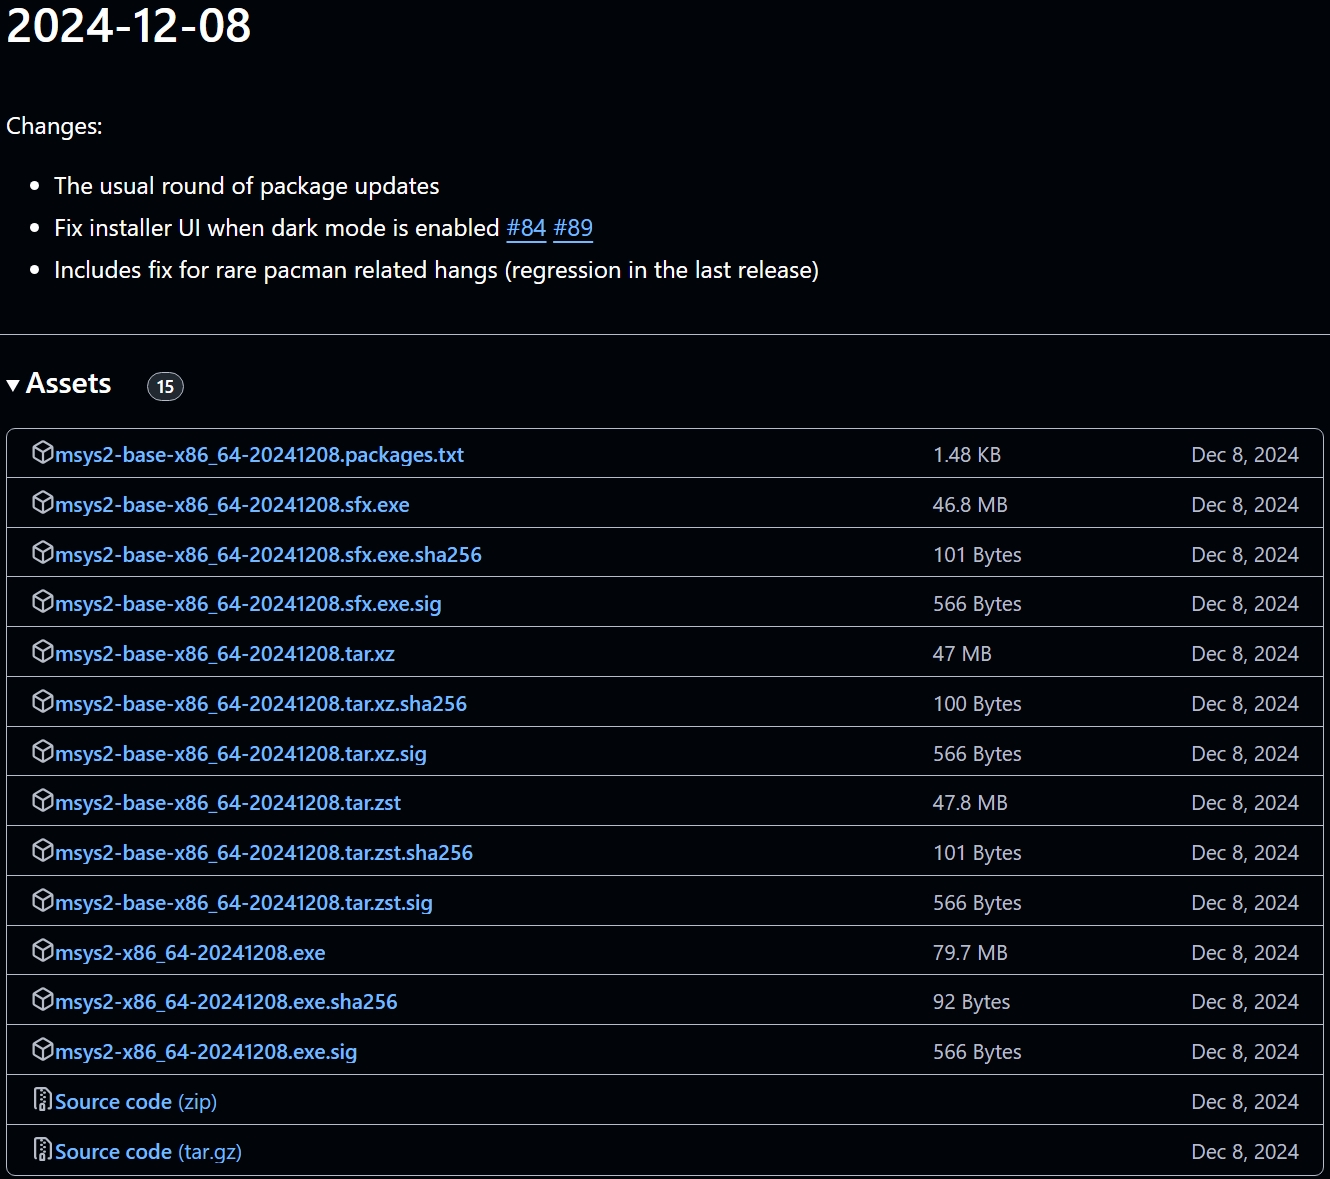 2024-12-08
Changes:
The usual round of package updates
Fix installer UI when dark mode is enabled #84 #89
Includes fix for rare pacman related hangs (regression in the last release)
Assets 15
msys2-base-x86_64-20241208.packages.txt 1.48 KB Dec 8, 2024
msys2-base-x86_64-20241208.sfx.exe 46.8 MB Dec 8, 2024
msys2-base-x86_64-20241208.sfx.exe.sha256 101 Bytes Dec 8, 2024
msys2-base-x86_64-20241208.sfx.exe.sig 566 Bytes Dec 8, 2024
msys2-base-x86_64-20241208.tar.xz 47 MB Dec 8, 2024
msys2-base-x86_64-20241208.tar.xz.sha256 100 Bytes Dec 8, 2024
msys2-base-x86_64-20241208.tar.xz.sig 566 Bytes Dec 8, 2024
msys2-base-x86_64-20241208.tar.zst 47.8 MB Dec 8, 2024
msys2-base-x86_64-20241208.tar.zst.sha256 101 Bytes Dec 8, 2024
msys2-base-x86_64-20241208.tar.zst.sig 566 Bytes Dec 8, 2024
msys2-x86_64-20241208.exe 79.7 MB Dec 8, 2024
msys2-x86_64-20241208.exe.sha256 92 Bytes Dec 8, 2024
msys2-x86_64-20241208.exe.sig 566 Bytes Dec 8, 2024
Source code (zip) Dec 8, 2024
Source code (tar.gz) Dec 8, 2024